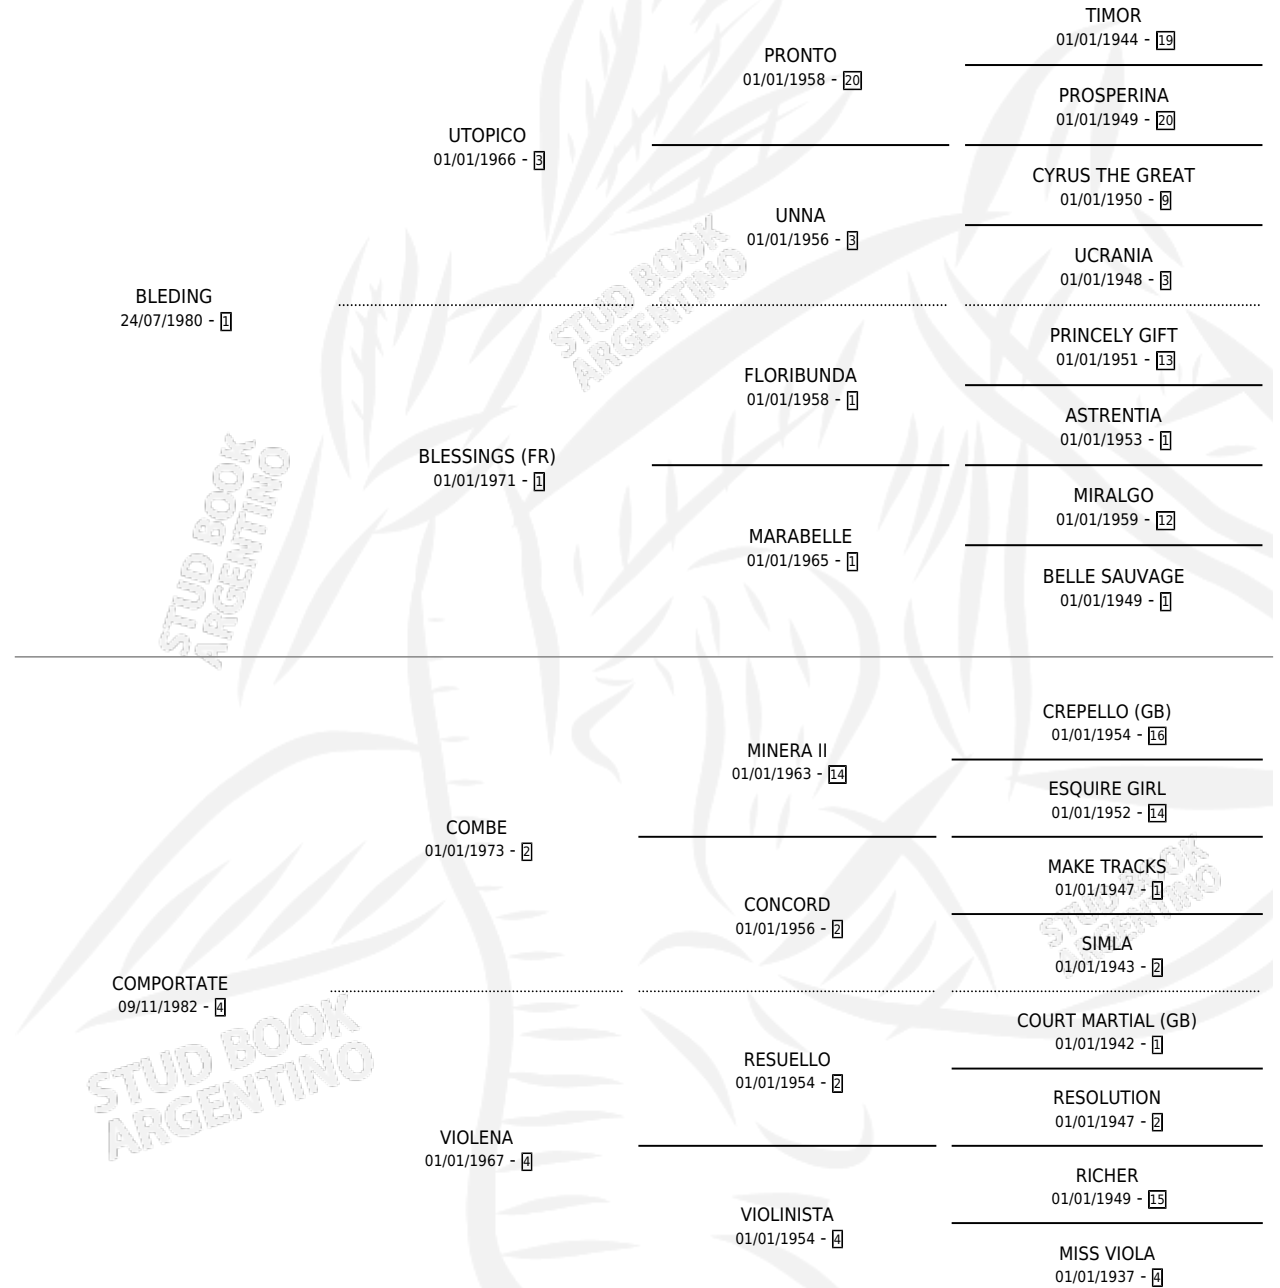 TIMOR
01/01/1944 - 19
PRONTO
01/01/1958 - 20
PROSPERINA
01/01/1949 - 20
UTOPICO
01/01/1966 - 3
CYRUS THE GREAT
01/01/1950 - 9
UNNA
01/01/1956 - 3
UCRANIA
01/01/1948 - 3
BLEDING
24/07/1980 - 1
PRINCELY GIFT
01/01/1951 - 13
FLORIBUNDA
01/01/1958 - 1
ASTRENTIA
01/01/1953 - 1
BLESSINGS (FR)
01/01/1971 - 1
MIRALGO
01/01/1959 - 12
MARABELLE
01/01/1965 - 1
BELLE SAUVAGE
01/01/1949 - 1
STUD BOOK
ARGENTINO
STUD BOOK
ARGENTINO
CREPELLO (GB)
01/01/1954 - 16
MINERA II
01/01/1963 - 14
ESQUIRE GIRL
01/01/1952 - 14
COMBE
01/01/1973 - 2
MAKE TRACKS
01/01/1947 - 1
CONCORD
01/01/1956 - 2
SIMLA
01/01/1943 - 2
COMPORTATE
09/11/1982 - 4
COURT MARTIAL (GB)
01/01/1942 - 1
RESUELLO
01/01/1954 - 2
RESOLUTION
01/01/1947 - 2
VIOLENA
01/01/1967 - 4
RICHER
01/01/1949 - 15
VIOLINISTA
01/01/1954 - 4
MISS VIOLA
01/01/1937 - 4
STUD BOOK
ARGENTINO
STUD BOOK
ARGENTINO